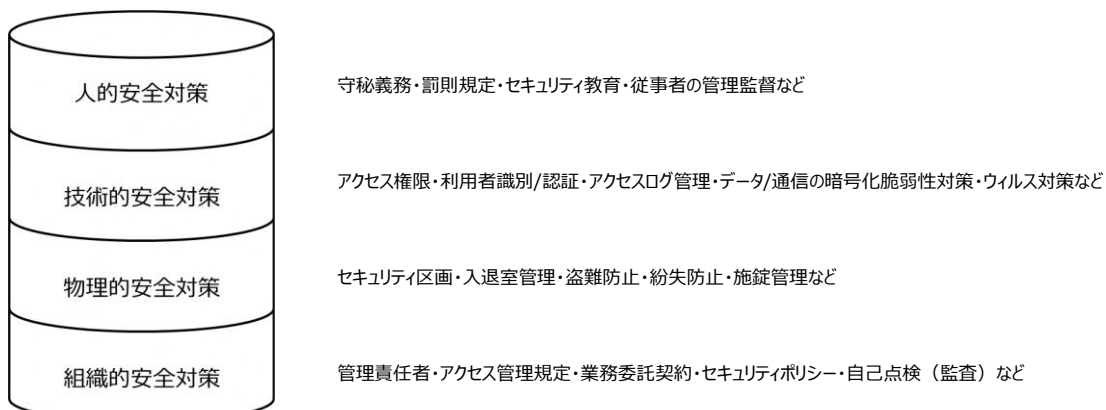 人的安全対策
守秘義務・罰則規定・セキュリティ教育・従事者の管理監督など
技術的安全対策
アクセス権限・利用者識別/認証・アクセスログ管理・データ/通信の暗号化脆弱性対策・ウィルス対策など
物理的安全対策
セキュリティ区画・入退室管理・盗難防止・紛失防止・施錠管理など
組織的安全対策
管理責任者・アクセス管理規定・業務委託契約・セキュリティポリシー・自己点検（監査）など